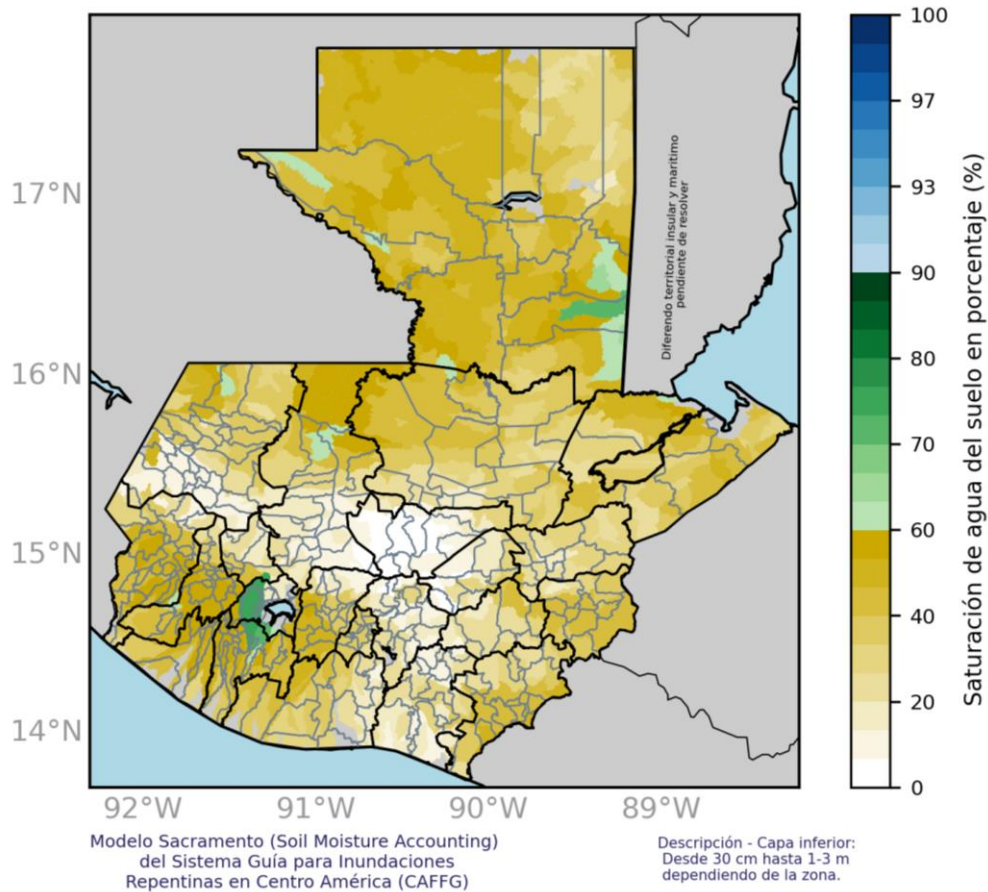 100
97
93
90
80
70
60
40
20
0
Saturación de agua del suelo en porcentaje (%)
17°N
16°N
15°N
14°N
92°W
91°W
90°W
89°W
Diferendo territorial insular y maritimo
pendiente de resolver
Modelo Sacramento (Soil Moisture Accounting)
del Sistema Guía para Inundaciones
Repentinas en Centro América (CAFFG)
Descripción - Capa inferior:
Desde 30 cm hasta 1-3 m
dependiendo de la zona.